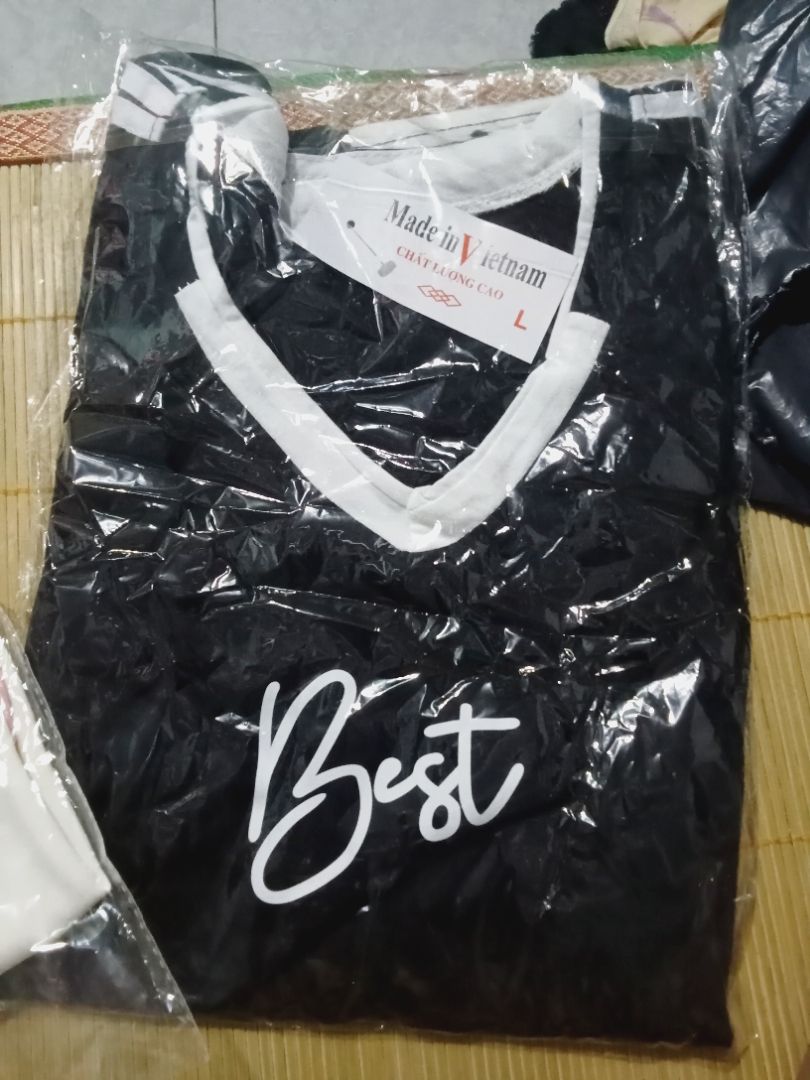 Made in Vietnam
CHẤT LƯỢNG CAO
L
Best